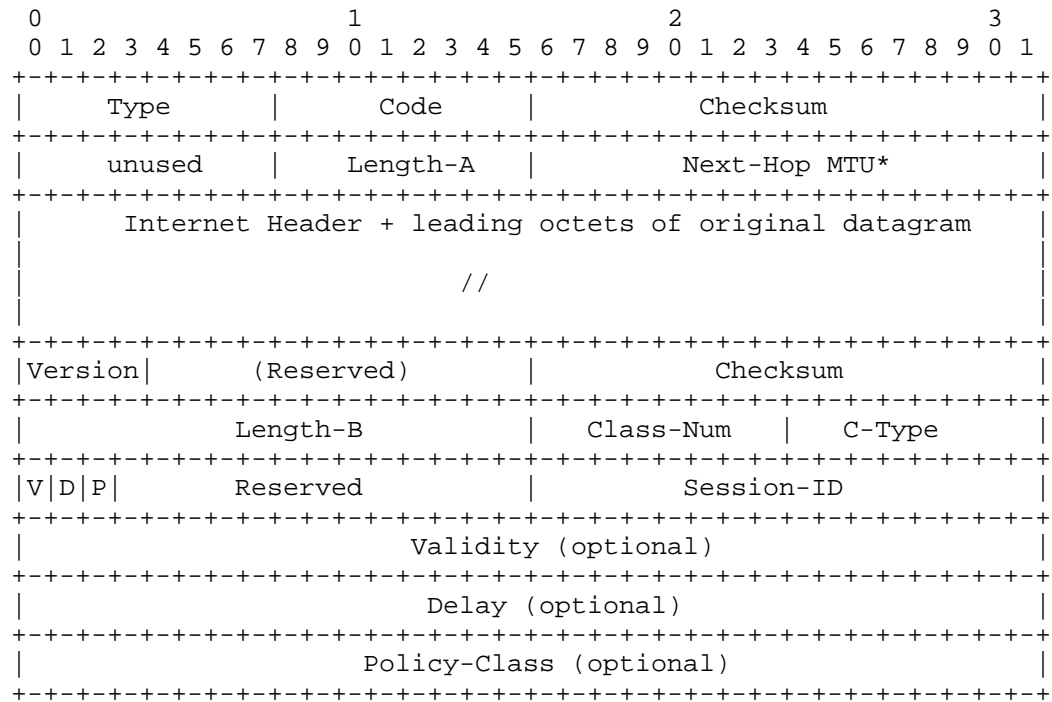 0                   1                   2                   3
0 1 2 3 4 5 6 7 8 9 0 1 2 3 4 5 6 7 8 9 0 1 2 3 4 5 6 7 8 9 0 1
+-+-+-+-+-+-+-+-+-+-+-+-+-+-+-+-+-+-+-+-+-+-+-+-+-+-+-+-+-+-+-+-+
|     Type      |     Code      |          Checksum             |
+-+-+-+-+-+-+-+-+-+-+-+-+-+-+-+-+-+-+-+-+-+-+-+-+-+-+-+-+-+-+-+-+
|     unused    |    Length-A   |         Next-Hop MTU*         |
+-+-+-+-+-+-+-+-+-+-+-+-+-+-+-+-+-+-+-+-+-+-+-+-+-+-+-+-+-+-+-+-+
|      Internet Header + leading octets of original datagram    |
|                                                               |
|                           //                                  |
|                                                               |
+-+-+-+-+-+-+-+-+-+-+-+-+-+-+-+-+-+-+-+-+-+-+-+-+-+-+-+-+-+-+-+-+
|Version|      (Reserved)       |           Checksum            |
+-+-+-+-+-+-+-+-+-+-+-+-+-+-+-+-+-+-+-+-+-+-+-+-+-+-+-+-+-+-+-+-+
|             Length-B          |   Class-Num   |   C-Type      |
+-+-+-+-+-+-+-+-+-+-+-+-+-+-+-+-+-+-+-+-+-+-+-+-+-+-+-+-+-+-+-+-+
|V|D|P|       Reserved          |         Session-ID            |
+-+-+-+-+-+-+-+-+-+-+-+-+-+-+-+-+-+-+-+-+-+-+-+-+-+-+-+-+-+-+-+-+
|                        Validity (optional)                    |
+-+-+-+-+-+-+-+-+-+-+-+-+-+-+-+-+-+-+-+-+-+-+-+-+-+-+-+-+-+-+-+-+
|                         Delay (optional)                      |
+-+-+-+-+-+-+-+-+-+-+-+-+-+-+-+-+-+-+-+-+-+-+-+-+-+-+-+-+-+-+-+-+
|                     Policy-Class (optional)                   |
+-+-+-+-+-+-+-+-+-+-+-+-+-+-+-+-+-+-+-+-+-+-+-+-+-+-+-+-+-+-+-+-+